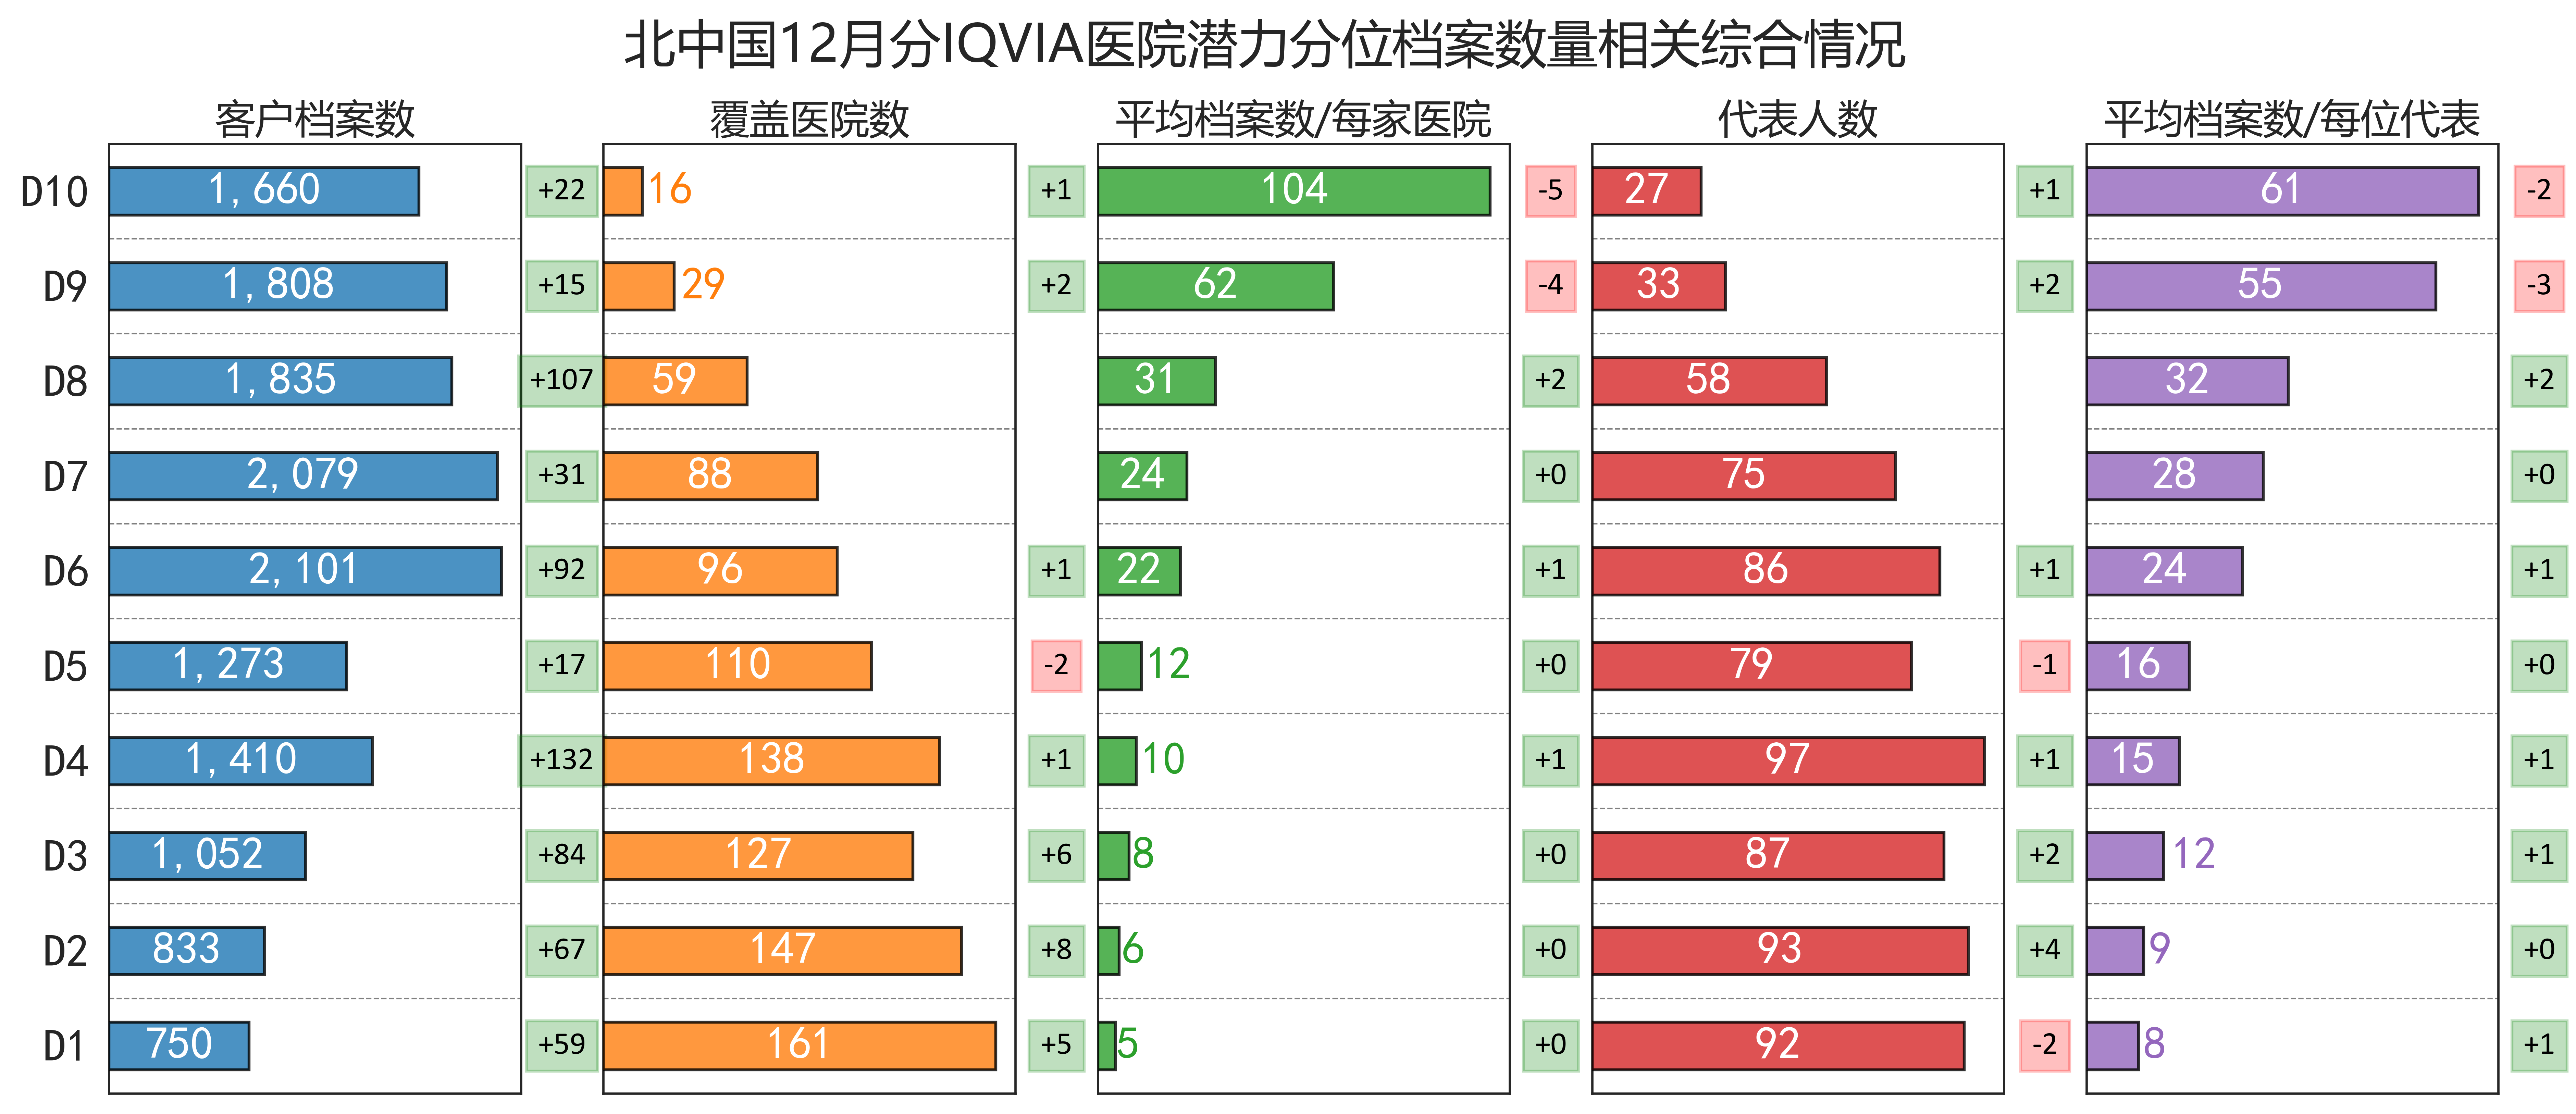 北中国12月分IQVIA医院潜力分位档案数量相关综合情况
客户档案数 覆盖医院数 平均档案数/每家医院 代表人数 平均档案数/每位代表
D10 1,660 +22 16 +1 104 -5 27 +1 61 -2
D9 1,808 +15 29 +2 62 -4 33 +2 55 -3
D8 1,835 +107 59 31 +2 58 32 +2
D7 2,079 +31 88 24 +0 75 28 +0
D6 2,101 +92 96 +1 22 +1 86 +1 24 +1
D5 1,273 +17 110 -2 12 +0 79 -1 16 +0
D4 1,410 +132 138 +1 10 +1 97 +1 15 +1
D3 1,052 +84 127 +6 8 +0 87 +2 12 +1
D2 833 +67 147 +8 6 +0 93 +4 9 +0
D1 750 +59 161 +5 5 +0 92 -2 8 +1